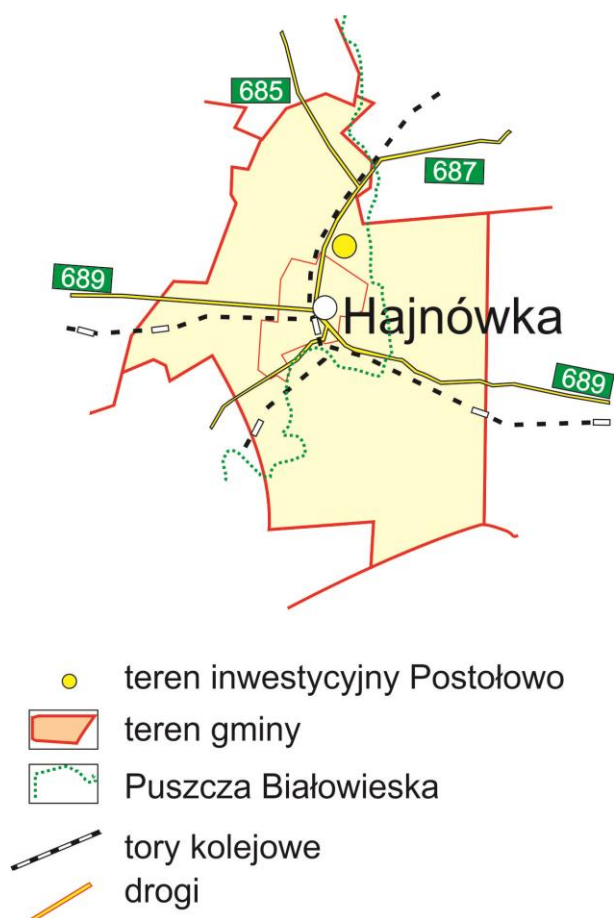 685
687
689
Hajnówka
689
teren inwestycyjny Postołowo
teren gminy
Puszcza Białowieska
tory kolejowe
drogi